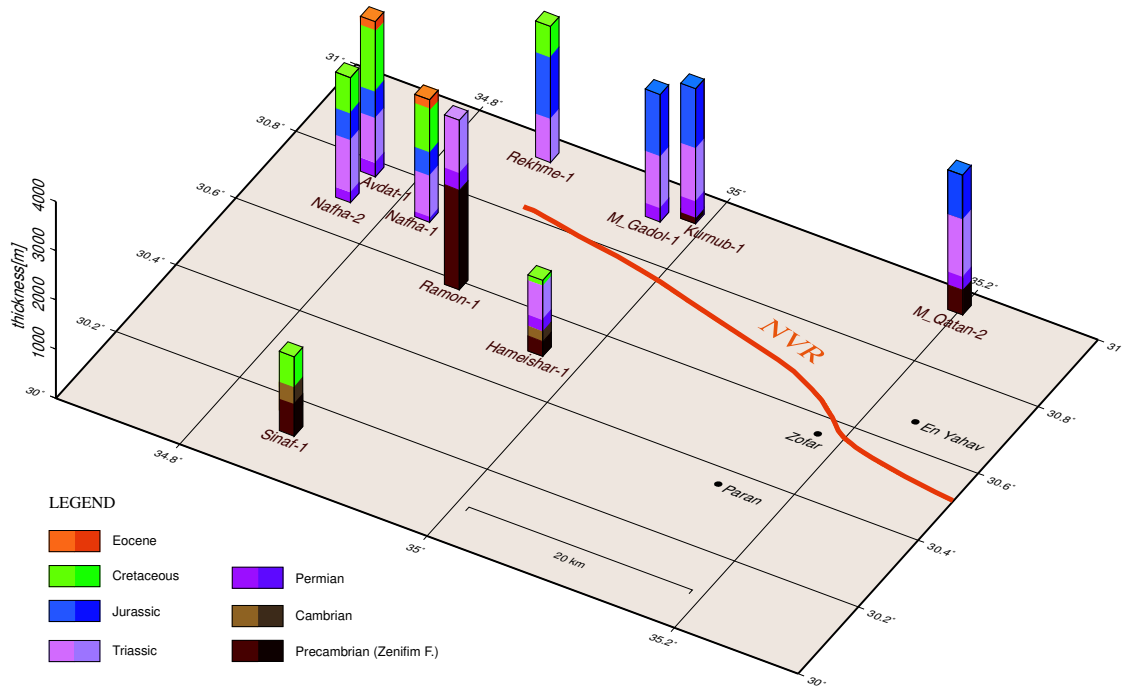 31°
34.8°
30.8°
Rekhme-1
Avdat-1
35°
30.6°
Nafha-2
Nafha-1
M_Gadol-1
Kurnub-1
4000
3000
2000
1000
thickness[m]
30.4°
Ramon-1
35.2°
M_Qatan-2
NVR
30.2°
Hameishar-1
31°
30°
30.8°
Zofar
En Yahav
Sinaf-1
34.8°
30.6°
Paran
LEGEND
35°
30.4°
20 km
Eocene
Cretaceous
Jurassic
Triassic
Permian
Cambrian
Precambrian (Zenifim F.)
30.2°
35.2°
30°